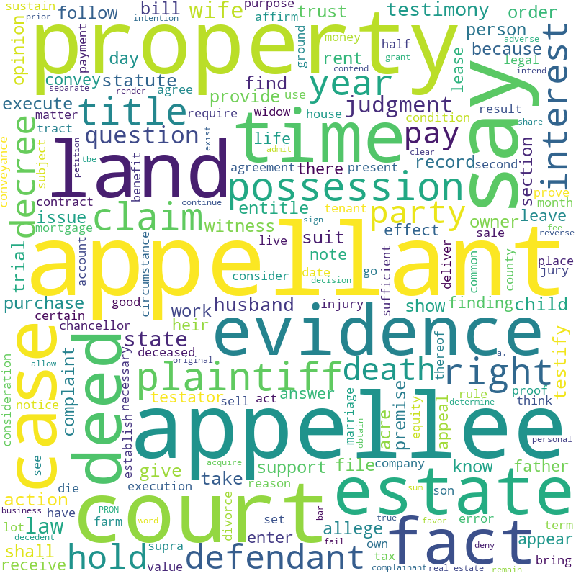 sustain
prior
intention
bill
purpose
affirm
trust
testimony
order
payment
adverse
grant
contend
intend
opinion
follow
wife
person
because
property
day
ground
money
half
legal
separate
render
convey
statute
agree
rent
lease
year
say
interest
execute
title
find
use
time
judgment
result
matter
provide
require
widow
house
condition
pay
share
tract
question
life
there
record
second
section
conveyance
subject
decree
land
the
petition
exist
admit
clear
benefit
agreement
present
possession
prove
month
contract
claim
entitle
party
owner
leave
issue
witness
suit
effect
tenant
sale
place
jury
trial
mortgage
account
circumstance
live
note
date
decision
sign
continue
go
deliver
sufficient
common
county
fee
reverse
appellant
consider
purchase
certain
good
work
husband
injury
show
finding
child
chancellor
state
heir
deceased
original
evidence
case
deed
plaintiff
death
right
thereof
testify
consideration
allow
notice
complaint
establish
necessary
testator
answer
marriage
acre
premise
appeal
rule
proof
think
determine
sell
act
equity
a.
see
appellee
give
support
file
company
know
father
personal
action
die
have
take
reason
obtain
acquire
execution
divorce
estate
son
sum
business
PRON
court
bar
allege
error
term
lot
law
farm
word
set
own
true
favor
deny
appear
shall
hold
supra
enter
fail
tax
fact
receive
decedent
value
defendant
complainant
real estate
remain
bring